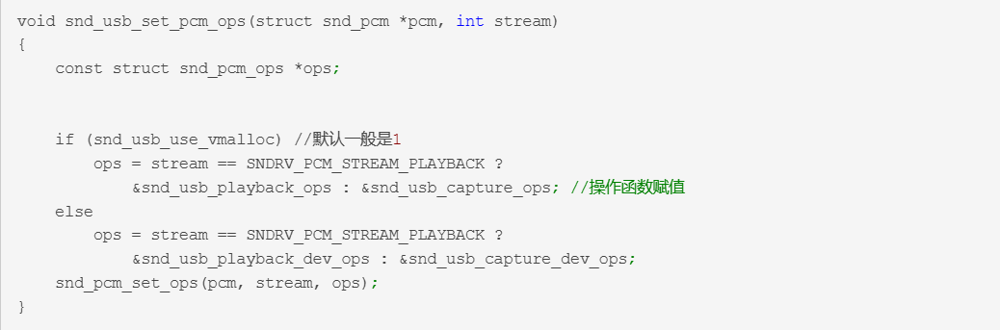 void snd_usb_set_pcm_ops(struct snd_pcm *pcm, int stream)
{
    const struct snd_pcm_ops *ops;
    if (snd_usb_use_vmalloc) //默认一般是1
        ops = stream == SNDRV_PCM_STREAM_PLAYBACK ?
            &snd_usb_playback_ops : &snd_usb_capture_ops; //操作函数赋值
    else
        ops = stream == SNDRV_PCM_STREAM_PLAYBACK ?
            &snd_usb_playback_dev_ops : &snd_usb_capture_dev_ops;
    snd_pcm_set_ops(pcm, stream, ops);
}